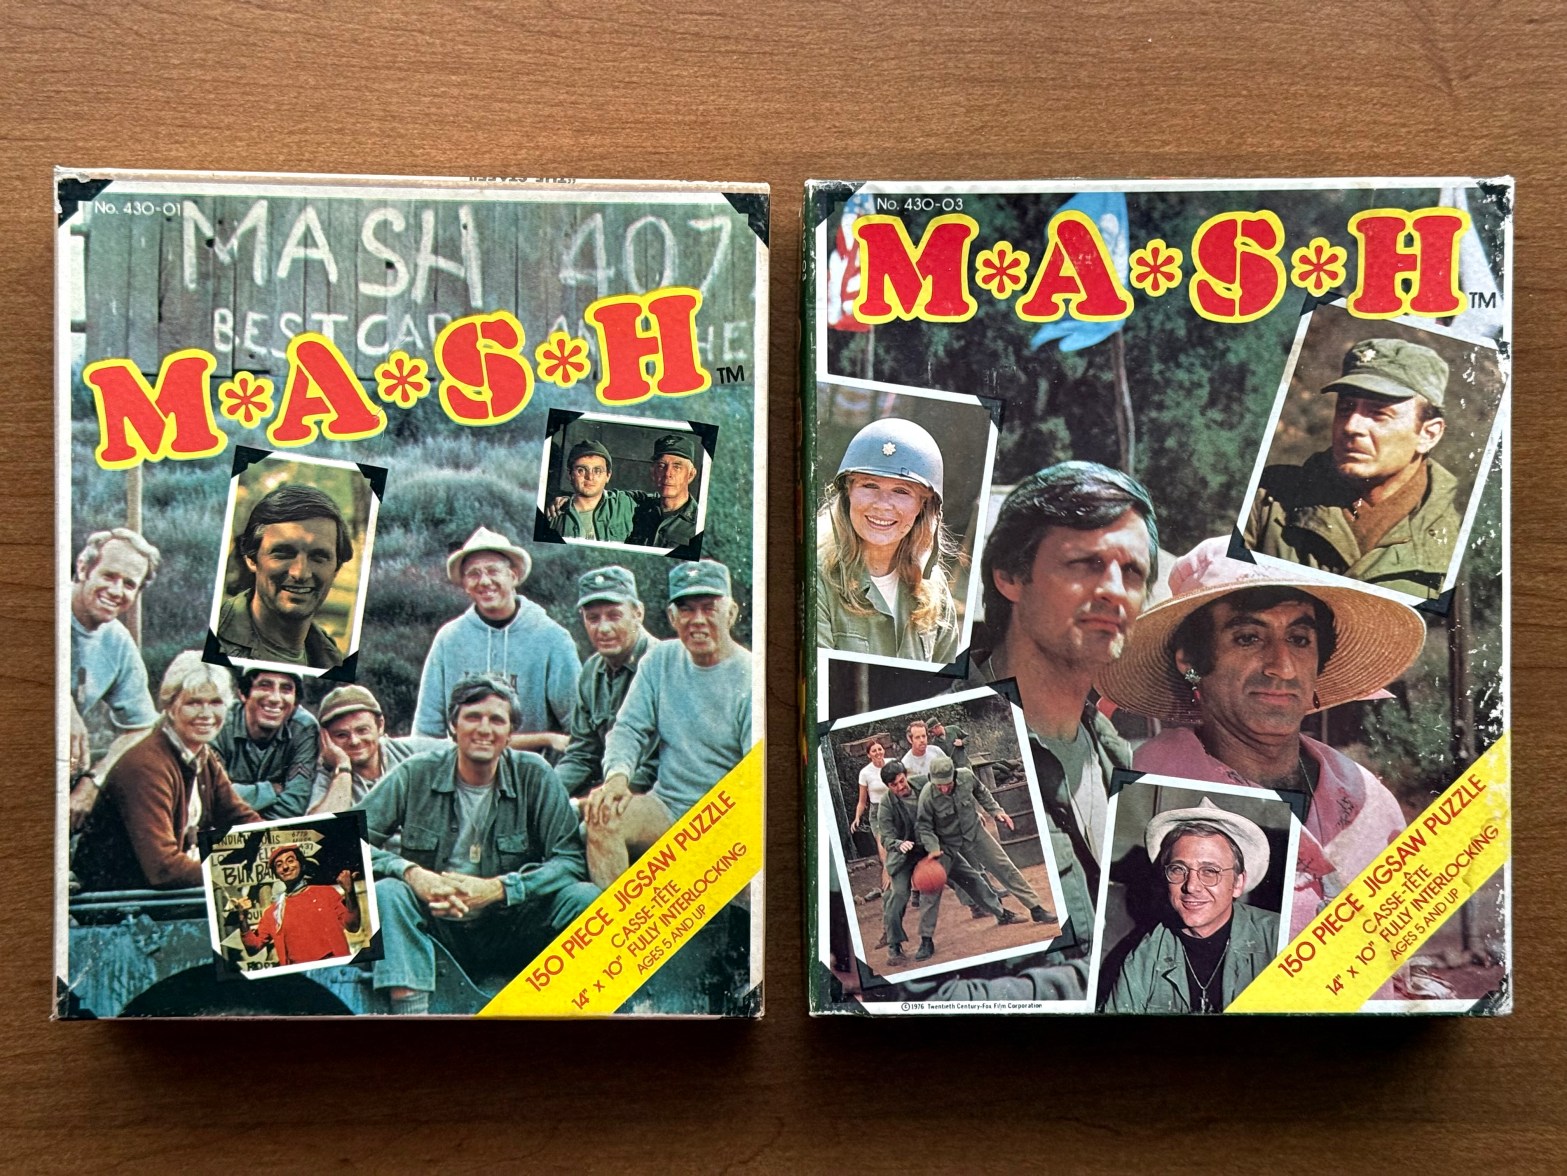 No. 430-01
MASH 407
BEST CA
M*A*S*H TM
150 PIECE JIGSAW PUZZLE
CASSE-TÊTE
14" x 10" FULLY INTERLOCKING
AGES 5 AND UP
No. 430-03
M*A*S*H TM
150 PIECE JIGSAW PUZZLE
CASSE-TÊTE
14" x 10" FULLY INTERLOCKING
AGES 5 AND UP
©1976 Twentieth Century-Fox Film Corporation